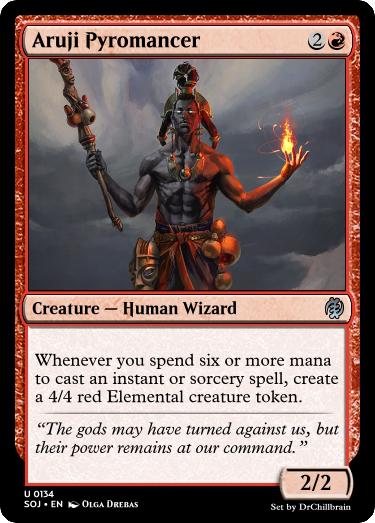 Aruji Pyromancer 2
Creature — Human Wizard
Whenever you spend six or more mana
to cast an instant or sorcery spell, create
a 4/4 red Elemental creature token.
“The gods may have turned against us, but
their power remains at our command.”
2/2
U 0134
SOJ • EN Olga Drebas
Set by DrChillbrain